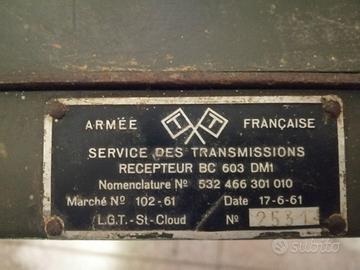 ARMÉE T T FRANÇAISE
SERVICE DES TRANSMISSIONS
RECEPTEUR BC 603 DM1
Nomenclature Nº 532 466 301 010
Marché Nº 102-61 Date 17-6-61
L.G.T.-St-Cloud Nº
subito